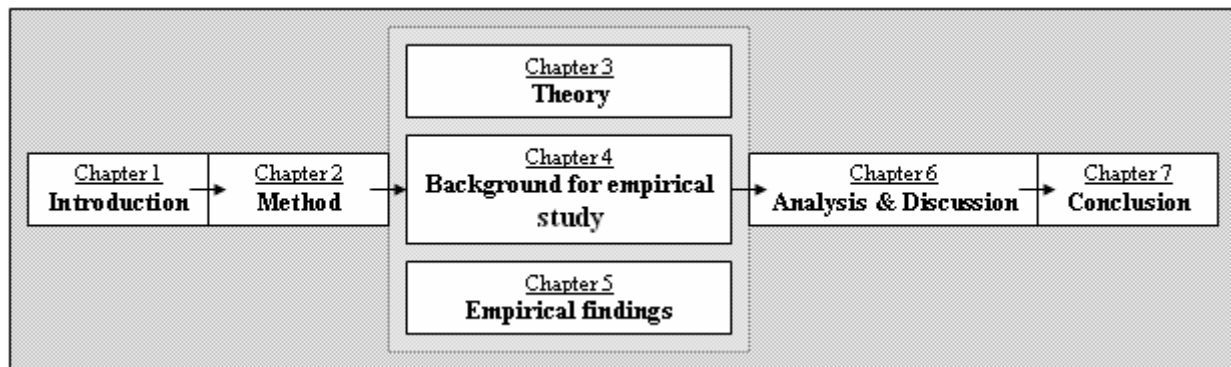 Chapter 1
Introduction
Chapter 2
Method
Chapter 3
Theory
Chapter 4
Background for empirical
study
Chapter 5
Empirical findings
Chapter 6
Analysis & Discussion
Chapter 7
Conclusion